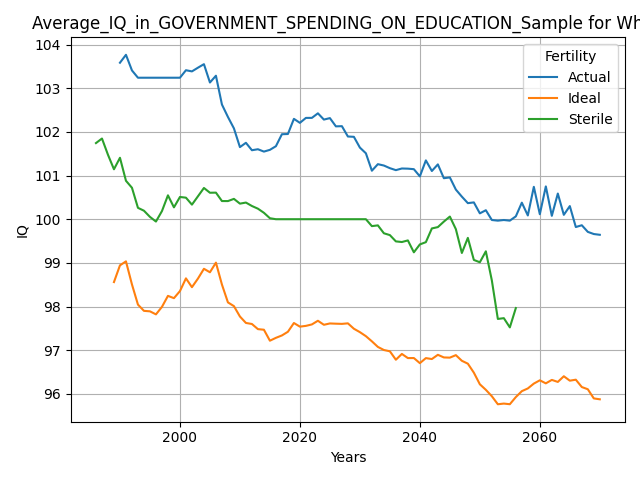 Average_IQ_in_GOVERNMENT_SPENDING_ON_EDUCATION_Sample for Wh
104
103
102
101
100
99
98
97
96
IQ
2000
2020
2040
2060
Years
Fertility
Actual
Ideal
Sterile